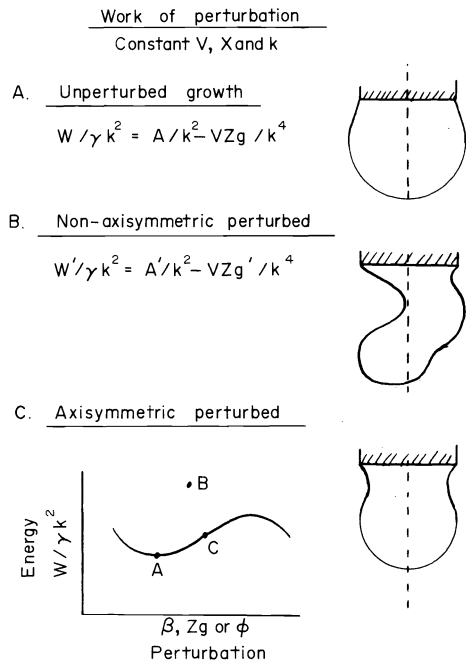 Work of perturbation
Constant V, X and k
A. Unperturbed growth
W/γk² = A/k² – VZg/k⁴
B. Non-axisymmetric perturbed
W′/γk² = A′/k² – VZg′/k⁴
C. Axisymmetric perturbed
Energy
W/γk²
B
C
A
β, Zg or ϕ
Perturbation